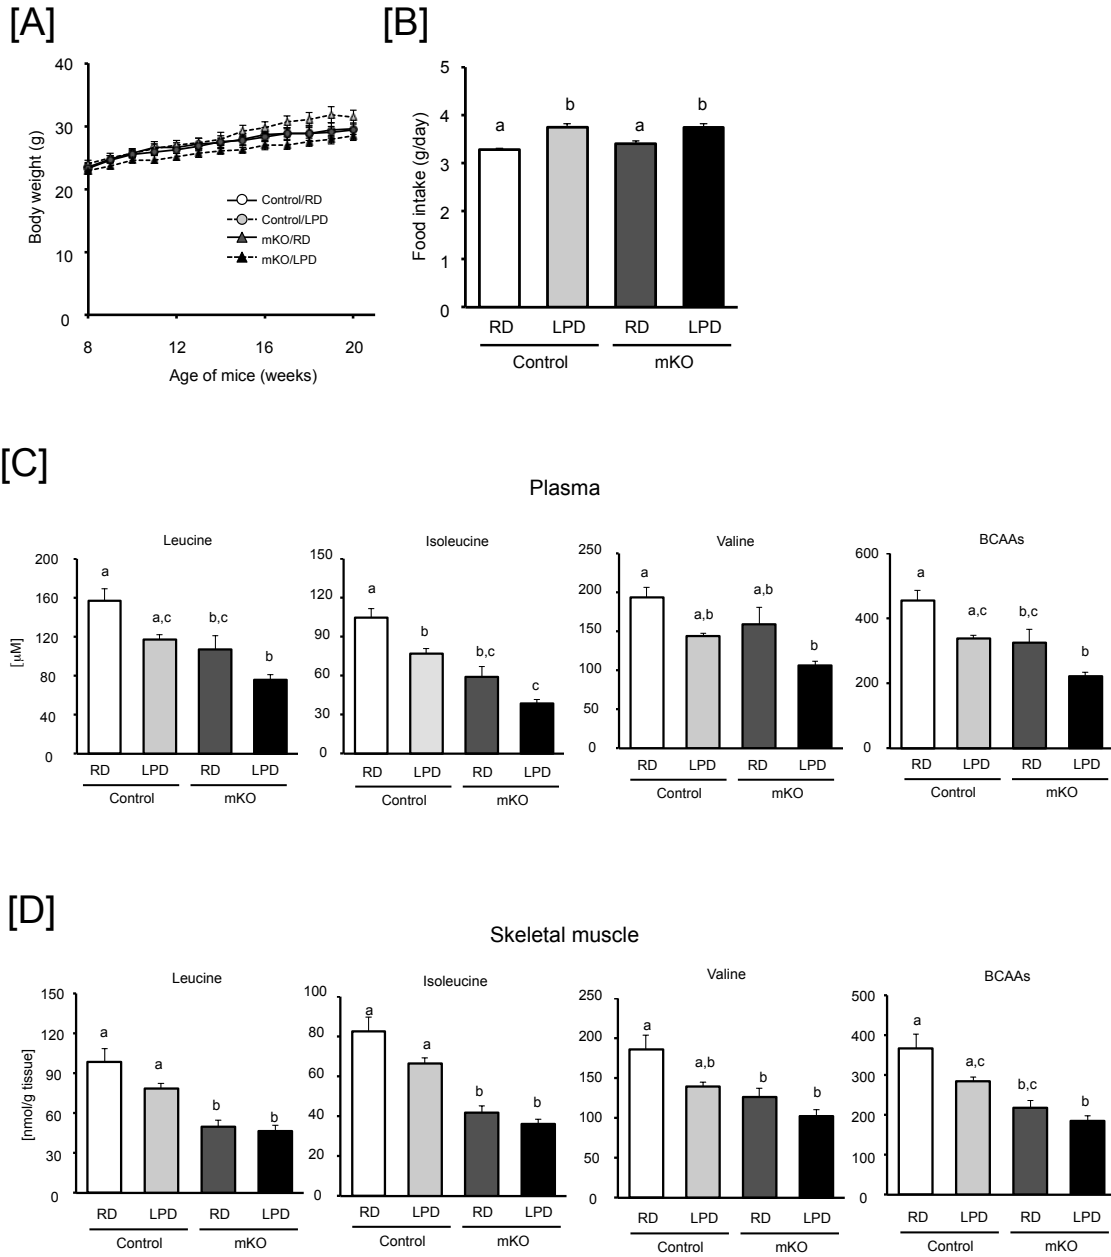 [A]
[B]
40
30
20
10
0
8
12
16
20
Body weight (g)
Age of mice (weeks)
Control/RD
Control/LPD
mKO/RD
mKO/LPD
5
4
3
2
1
0
Food intake (g/day)
a
b
a
b
RD LPD RD LPD
Control mKO
[C]
Plasma
Leucine
200
160
120
80
40
0
[µM]
a
a,c
b,c
b
RD LPD RD LPD
Control mKO
Isoleucine
150
120
90
60
30
0
a
b
b,c
c
RD LPD RD LPD
Control mKO
Valine
250
200
150
100
50
0
a
a,b
a,b
b
RD LPD RD LPD
Control mKO
BCAAs
600
400
200
0
a
a,c
b,c
b
RD LPD RD LPD
Control mKO
[D]
Skeletal muscle
Leucine
150
120
90
60
30
0
[nmol/g tissue]
a
a
b
b
RD LPD RD LPD
Control mKO
Isoleucine
100
80
60
40
20
0
a
a
b
b
RD LPD RD LPD
Control mKO
Valine
250
200
150
100
50
0
a
a,b
b
b
RD LPD RD LPD
Control mKO
BCAAs
500
400
300
200
100
0
a
a,c
b,c
b
RD LPD RD LPD
Control mKO